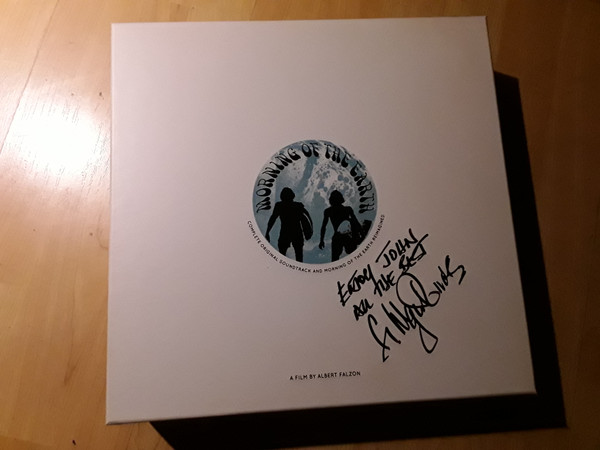 MORNING OF THE EARTH
COMPLETE ORIGINAL SOUNDTRACK AND MORNING OF THE EARTH REIMAGINED
ENJOY JOHN
ALL THE BEST
A FILM BY ALBERT FALZON